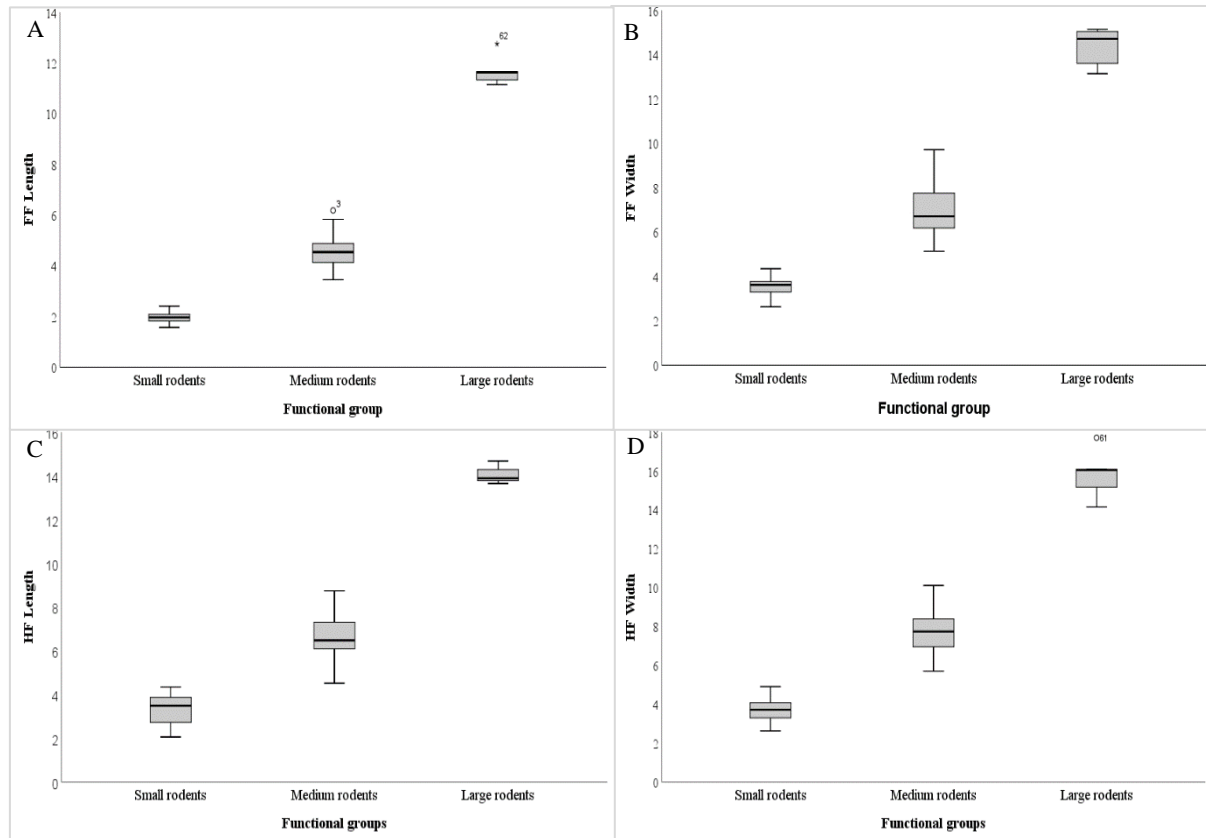 A
FF Length
14
12
10
8
6
4
2
0
62
3
Small rodents Medium rodents Large rodents
Functional group
B
FF Width
16
14
12
10
8
6
4
2
0
Small rodents Medium rodents Large rodents
Functional group
C
HF Length
16
14
12
10
8
6
4
2
0
Small rodents Medium rodents Large rodents
Functional groups
D
HF Width
18
16
14
12
10
8
6
4
2
0
61
Small rodents Medium rodents Large rodents
Functional groups